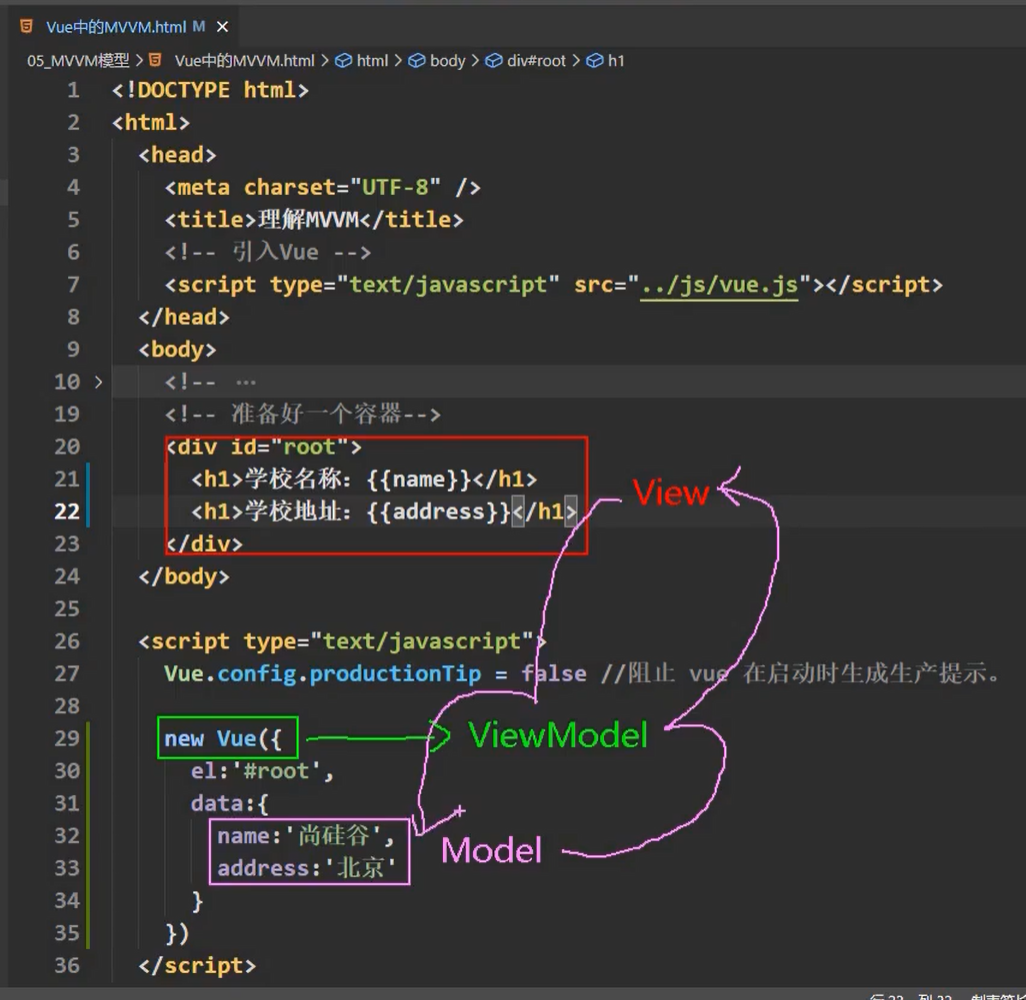 Vue中的MVVM.html M ×
05_MVVM模型 > Vue中的MVVM.html > html > body > div#root > h1
1 <!DOCTYPE html>
2 <html>
3 <head>
4 <meta charset="UTF-8" />
5 <title>理解MVVM</title>
6 <!-- 引入Vue -->
7 <script type="text/javascript" src="../js/vue.js"></script>
8 </head>
9 <body>
10 > <!-- ...
19 <!-- 准备好一个容器-->
20 <div id="root">
21 <h1>学校名称：{{name}}</h1>
22 <h1>学校地址：{{address}}</h1>
View
23 </div>
24 </body>
25
26 <script type="text/javascript">
27 Vue.config.productionTip = false //阻止 vue 在启动时生成生产提示。
28
29 new Vue({
ViewModel
30 el:'#root',
31 data:{
32 name:'尚硅谷',
33 address:'北京'
Model
34 }
35 })
36 </script>